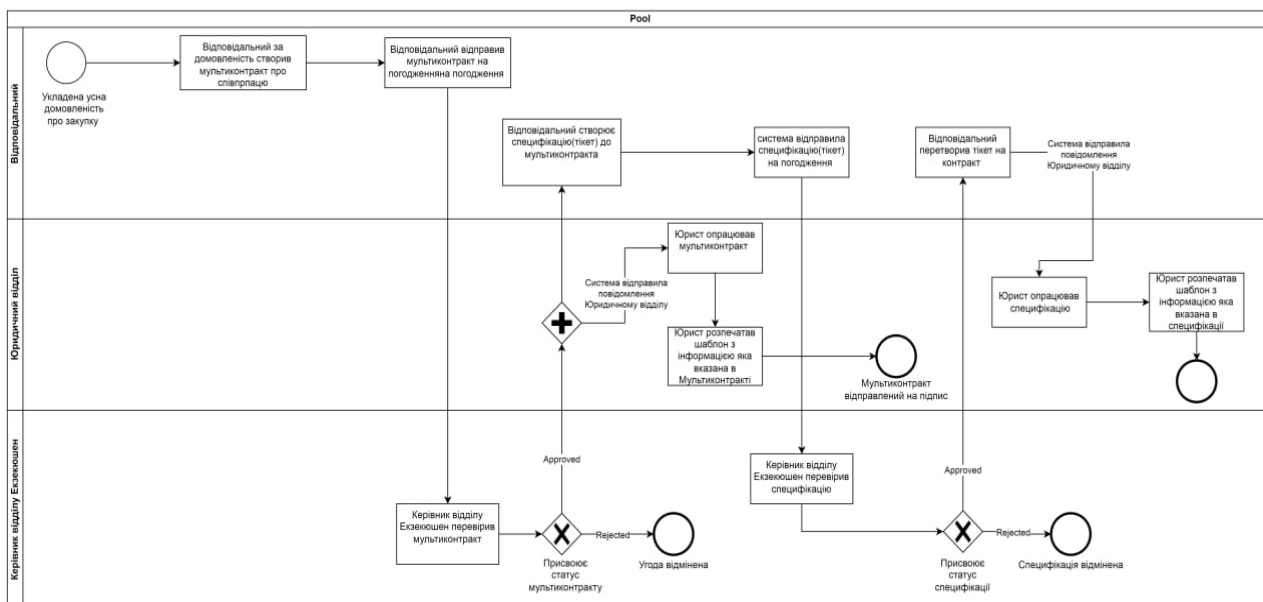 Pool
Відповідальний
Укладена усна
домовленість
про закупку
Відповідальний за
домовленість створив
мультиконтракт про
співпрпацю
Відповідальний відправив
мультиконтракт на
погодженняна погодження
Відповідальний створює
специфікацію(тікет) до
мультиконтракта
система відправила
специфікацію(тікет)
на погодження
Відповідальний
перетворив тікет на
контракт
Система відправила
повідомлення
Юридичному відділу
Юридичний відділ
Система відправила
повідомлення
Юридичному відділу
Юрист опрацював
мультиконтракт
Юрист розпечатав
шаблон з
інформацією яка
вказана в
Мультиконтракті
Мультиконтракт
відправлений на підпис
Юрист опрацював
специфікацію
Юрист розпечатав
шаблон з
інформацією яка
вказана в
специфікації
Керівник відділу Екзекюшен
Керівник відділу
Екзекюшен перевірив
мультиконтракт
Approved
Присвоює
статус
мультиконтракту
Rejected
Угода відмінена
Керівник відділу
Екзекюшен перевірив
специфікацію
Approved
Присвоює
статус
специфікації
Rejected
Специфікація відмінена